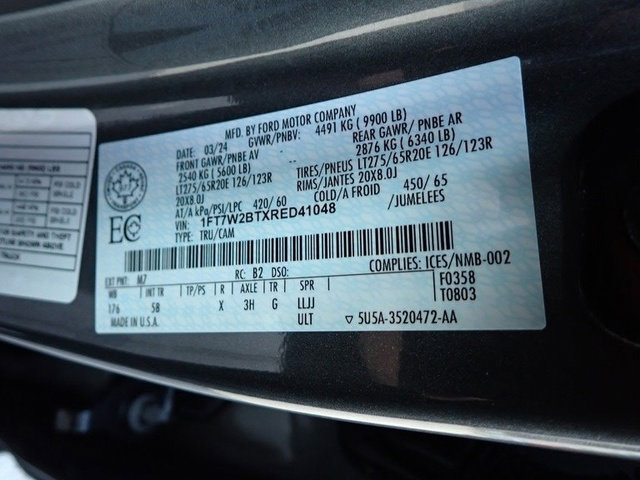 MFD. BY FORD MOTOR COMPANY
03/24 GVWR/PNBV: 4491 KG ( 9900 LB)
FRONT GAWR/PNBE AV REAR GAWR/ PNBE AR
2540 KG ( 5600 LB) 2876 KG ( 6340 LB)
LT275/65R20E 126/123R TIRES/PNEUS LT275/65R20E 126/123R
20X8.0J RIMS/JANTES 20X8.0J
AT/A kPa/PSI/LPC 420/ 60 COLD/A FROID 450/ 65
VIN: 1FT7W2BTXRED41048 /JUMELEES
TYPE: TRU/CAM
EC
COMPLIES: ICES/NMB-002
EXT PNT: M7 RC: B2 DSO: F0358
WB INT TR TP/PS R AXLE TR SPR T0803
176 5B X 3H G LLJJ
MADE IN U.S.A. ULT ▽ 5U5A-3520472-AA